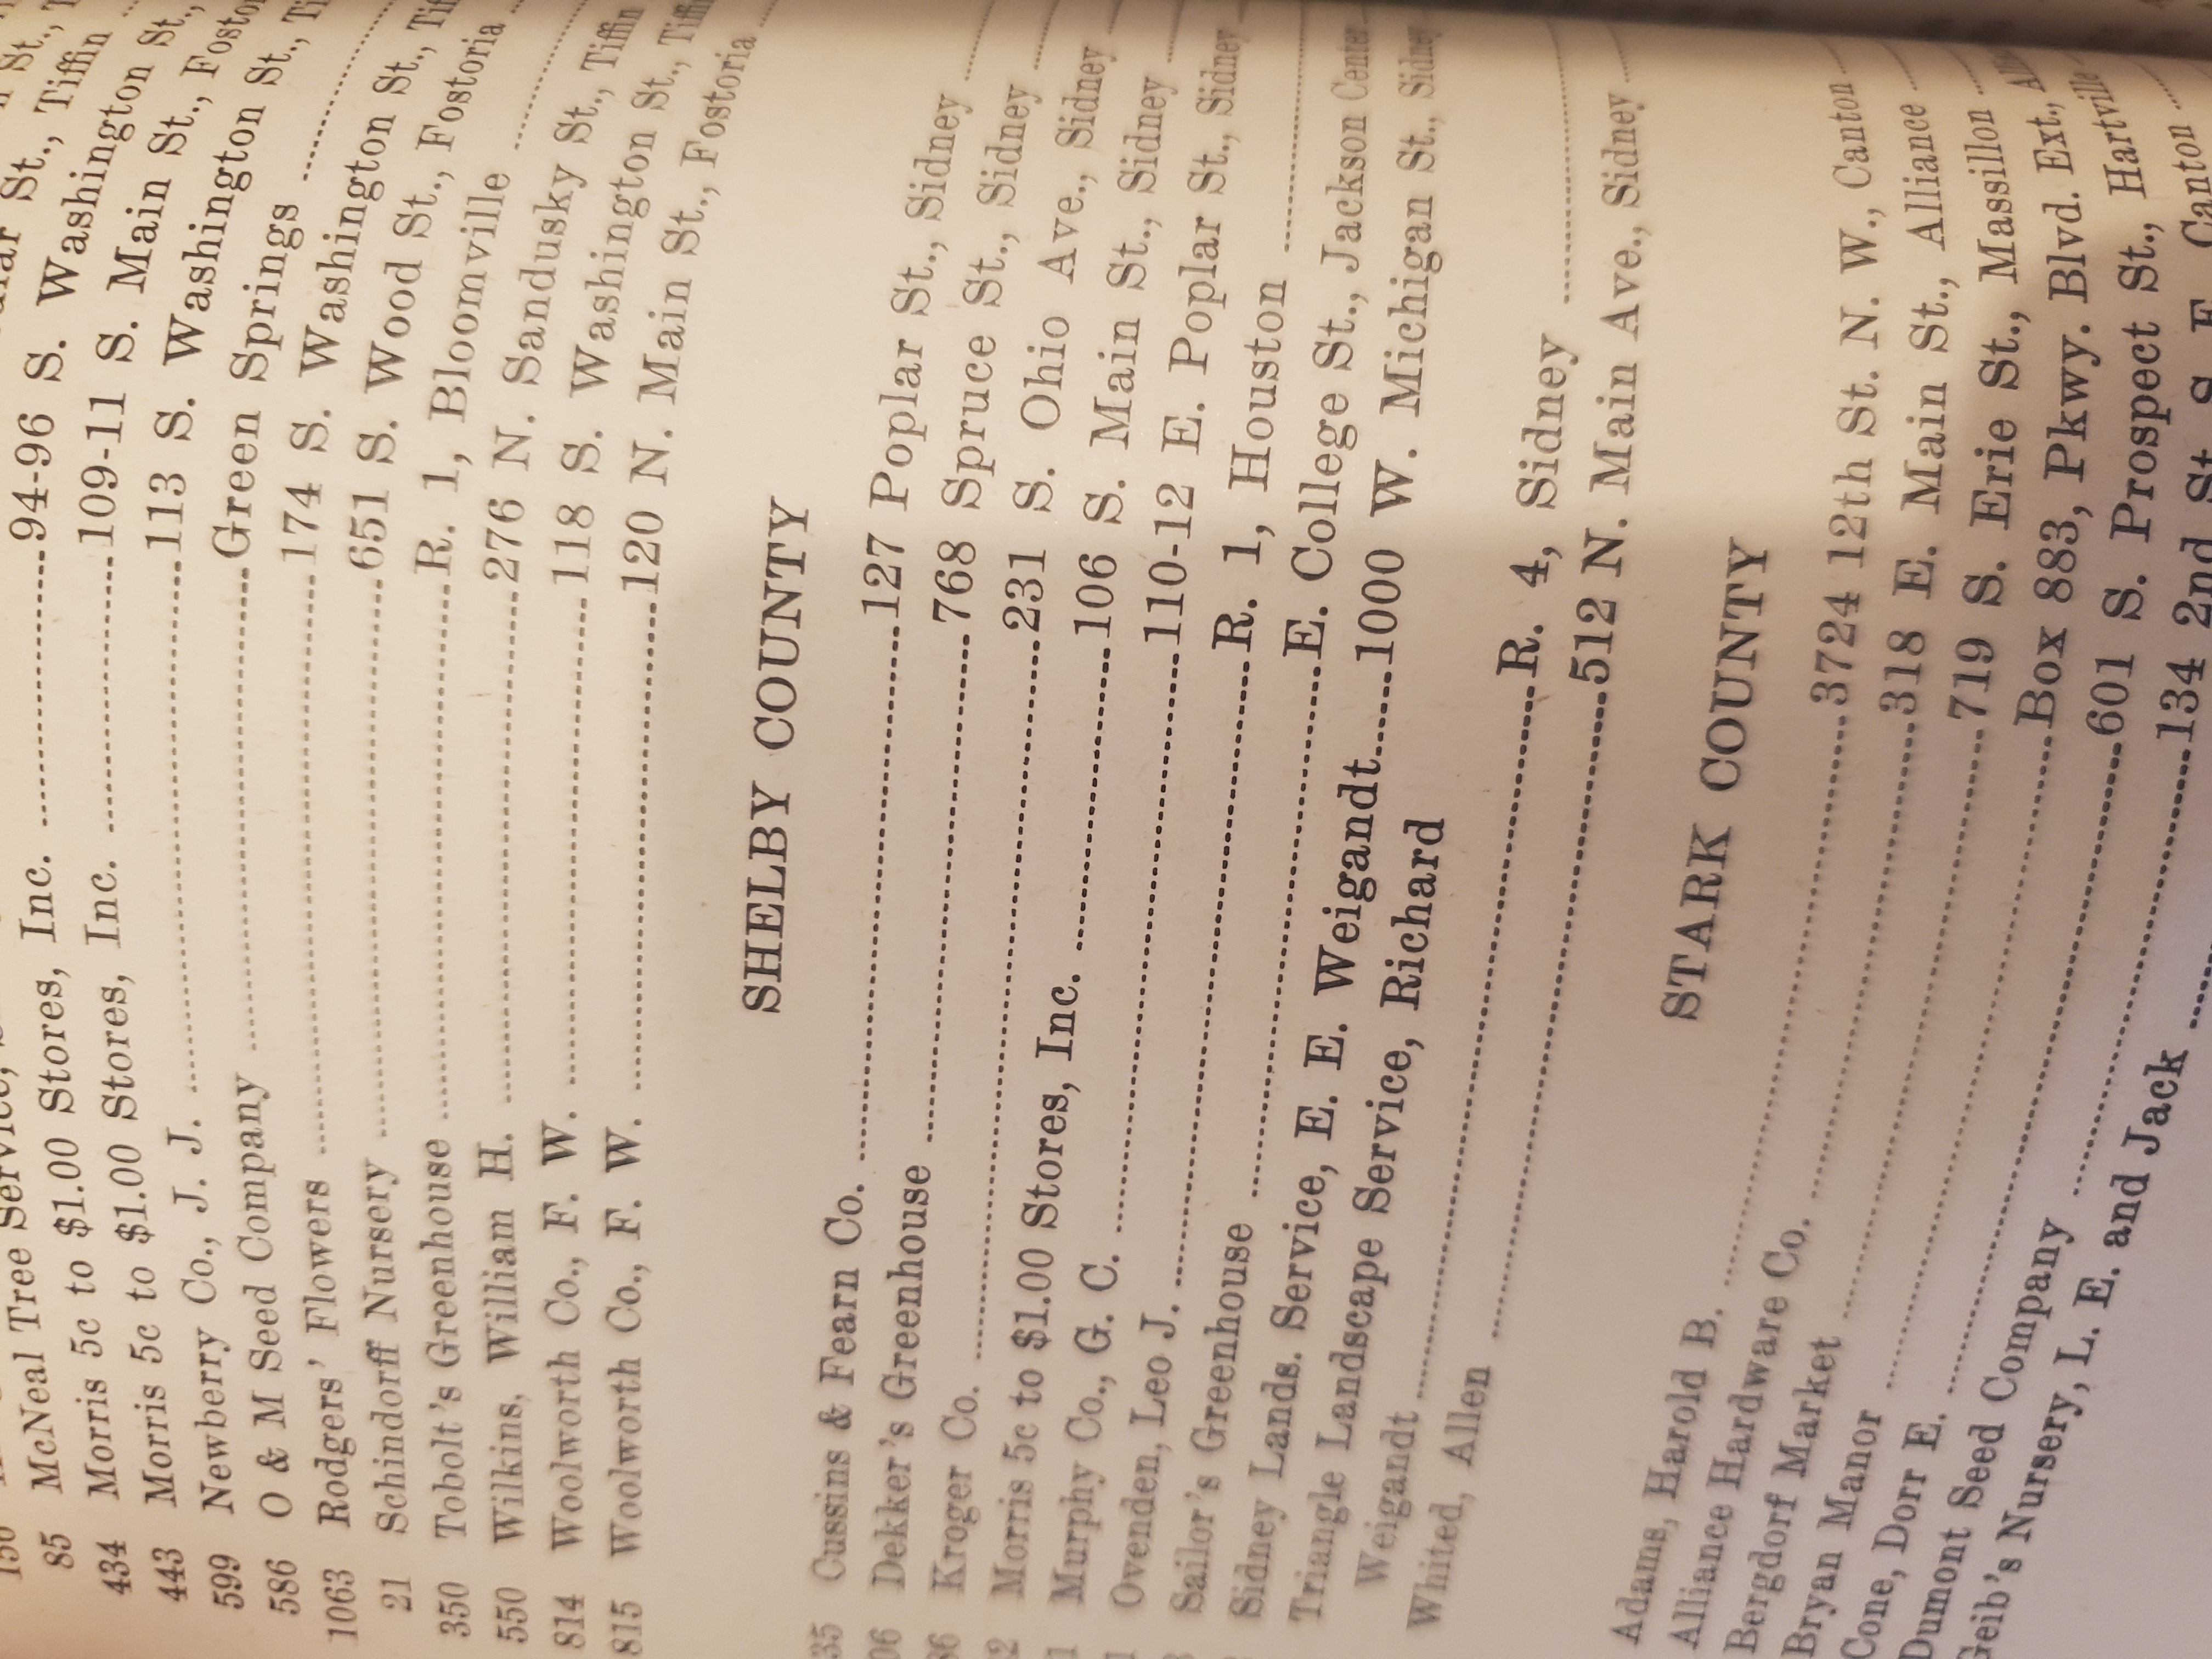 85 McNeal Tree Service, St., Tiffin
434 Morris 5c to $1.00 Stores, Inc. 94-96 S. Washington St.,
443 Morris 5c to $1.00 Stores, Inc. 109-11 S. Main St.,
599 Newberry Co., J. J. 113 S. Washington St.,
586 O & M Seed Company Green Springs
1063 Rodgers' Flowers 174 S. Washington St.,
21 Schindorff Nursery 651 S. Wood St., Fostoria
350 Tobolt's Greenhouse R. 1, Bloomville
550 Wilkins, William H. 276 N. Sandusky St., Tiffin
814 Woolworth Co., F. W. 118 S. Washington St., Tiffin
815 Woolworth Co., F. W. 120 N. Main St., Fostoria
SHELBY COUNTY
35 Cussins & Fearn Co. 127 Poplar St., Sidney
06 Dekker's Greenhouse 768 Spruce St., Sidney
86 Kroger Co. 231 S. Ohio Ave., Sidney
2 Morris 5c to $1.00 Stores, Inc. 106 S. Main St., Sidney
1 Murphy Co., G. C. 110-12 E. Poplar St., Sidney
1 Ovenden, Leo J. R. 1, Houston
Sailor's Greenhouse E. College St., Jackson Center
Sidney Lands. Service, E. E. Weigandt 1000 W. Michigan St., Sidney
Triangle Landscape Service, Richard
Weigandt R. 4, Sidney
Whited, Allen 512 N. Main Ave., Sidney
STARK COUNTY
Adams, Harold B. 3724 12th St. N. W., Canton
Alliance Hardware Co. 318 E. Main St., Alliance
Bergdorf Market 719 S. Erie St., Massillon
Bryan Manor Box 883, Pkwy. Blvd. Ext.,
Cone, Dorr E. 601 S. Prospect St., Hartville
Dumont Seed Company 134 2nd St. S. E., Canton
Geib's Nursery, L. E. and Jack